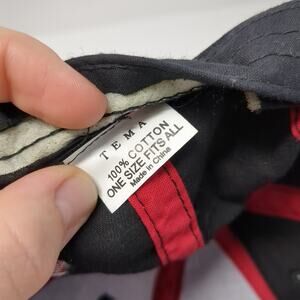 TEMA
100% COTTON
ONE SIZE FITS ALL
Made in China